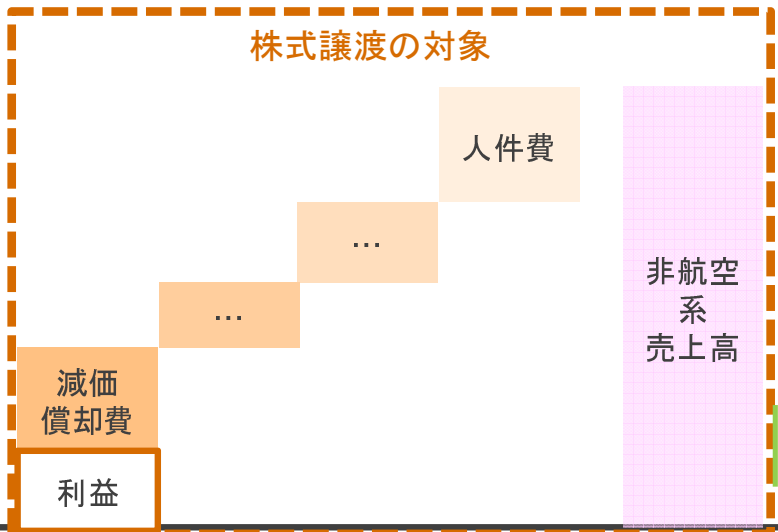 株式譲渡の対象
人件費
…
…
非航空
系
売上高
減価
償却費
利益